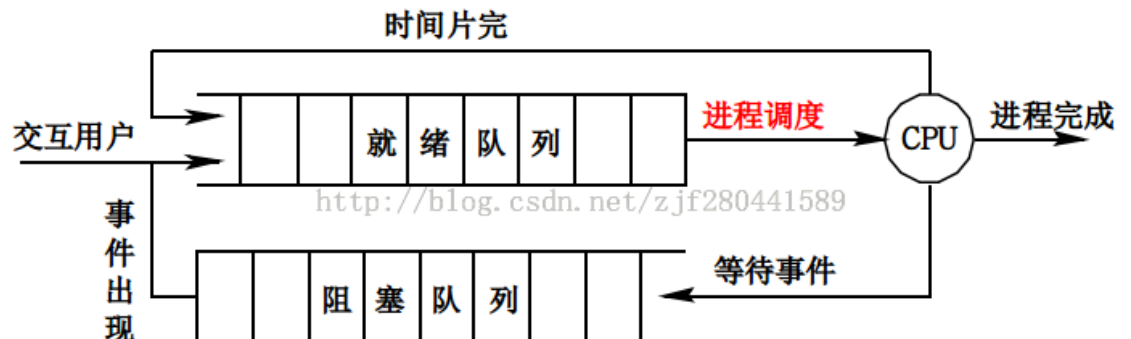 时间片完
交互用户
就绪队列
进程调度
CPU
进程完成
http://blog.csdn.net/zjf280441589
事件出现
阻塞队列
等待事件